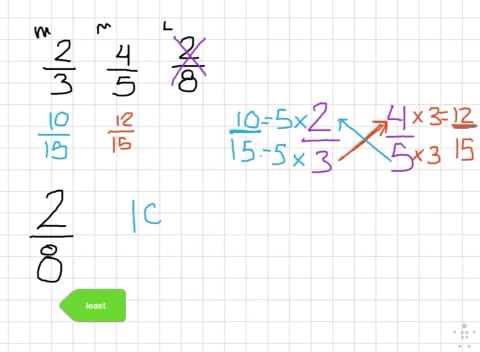 m 2/3 m 4/5 L 2/8
10/15 12/15
10 = 5 x 2/3 4/5 x 3 = 12
15 = 5 x x 3 15
2/8 1C
least